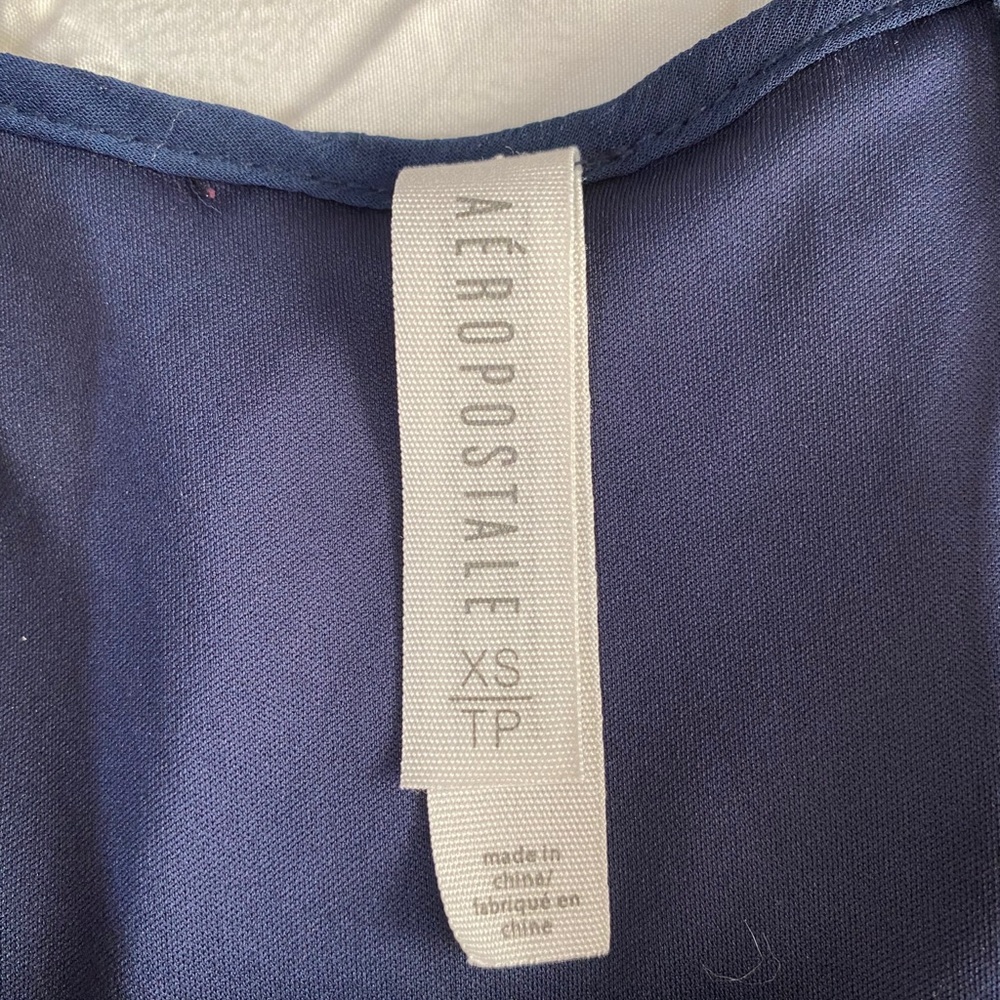 AÉROPOSTALE
XS
TP
made in
china/
fabriqué en
chine